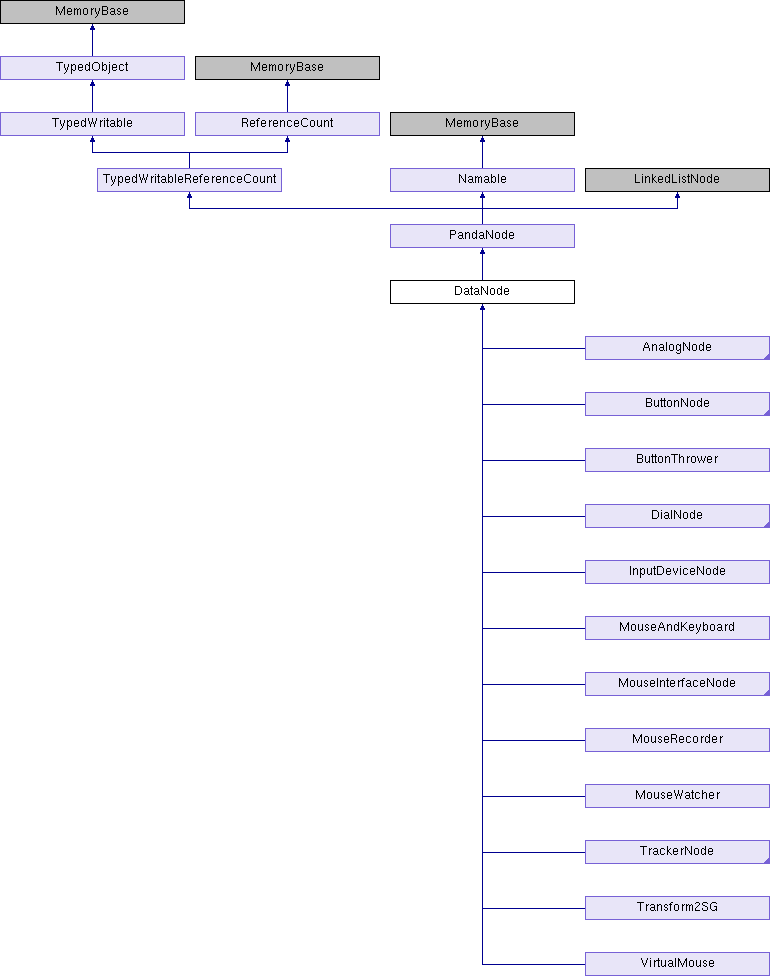 MemoryBase
TypedObject
MemoryBase
TypedWritable
ReferenceCount
MemoryBase
TypedWritableReferenceCount
Namable
LinkedListNode
PandaNode
DataNode
AnalogNode
ButtonNode
ButtonThrower
DialNode
InputDeviceNode
MouseAndKeyboard
MouseInterfaceNode
MouseRecorder
MouseWatcher
TrackerNode
Transform2SG
VirtualMouse